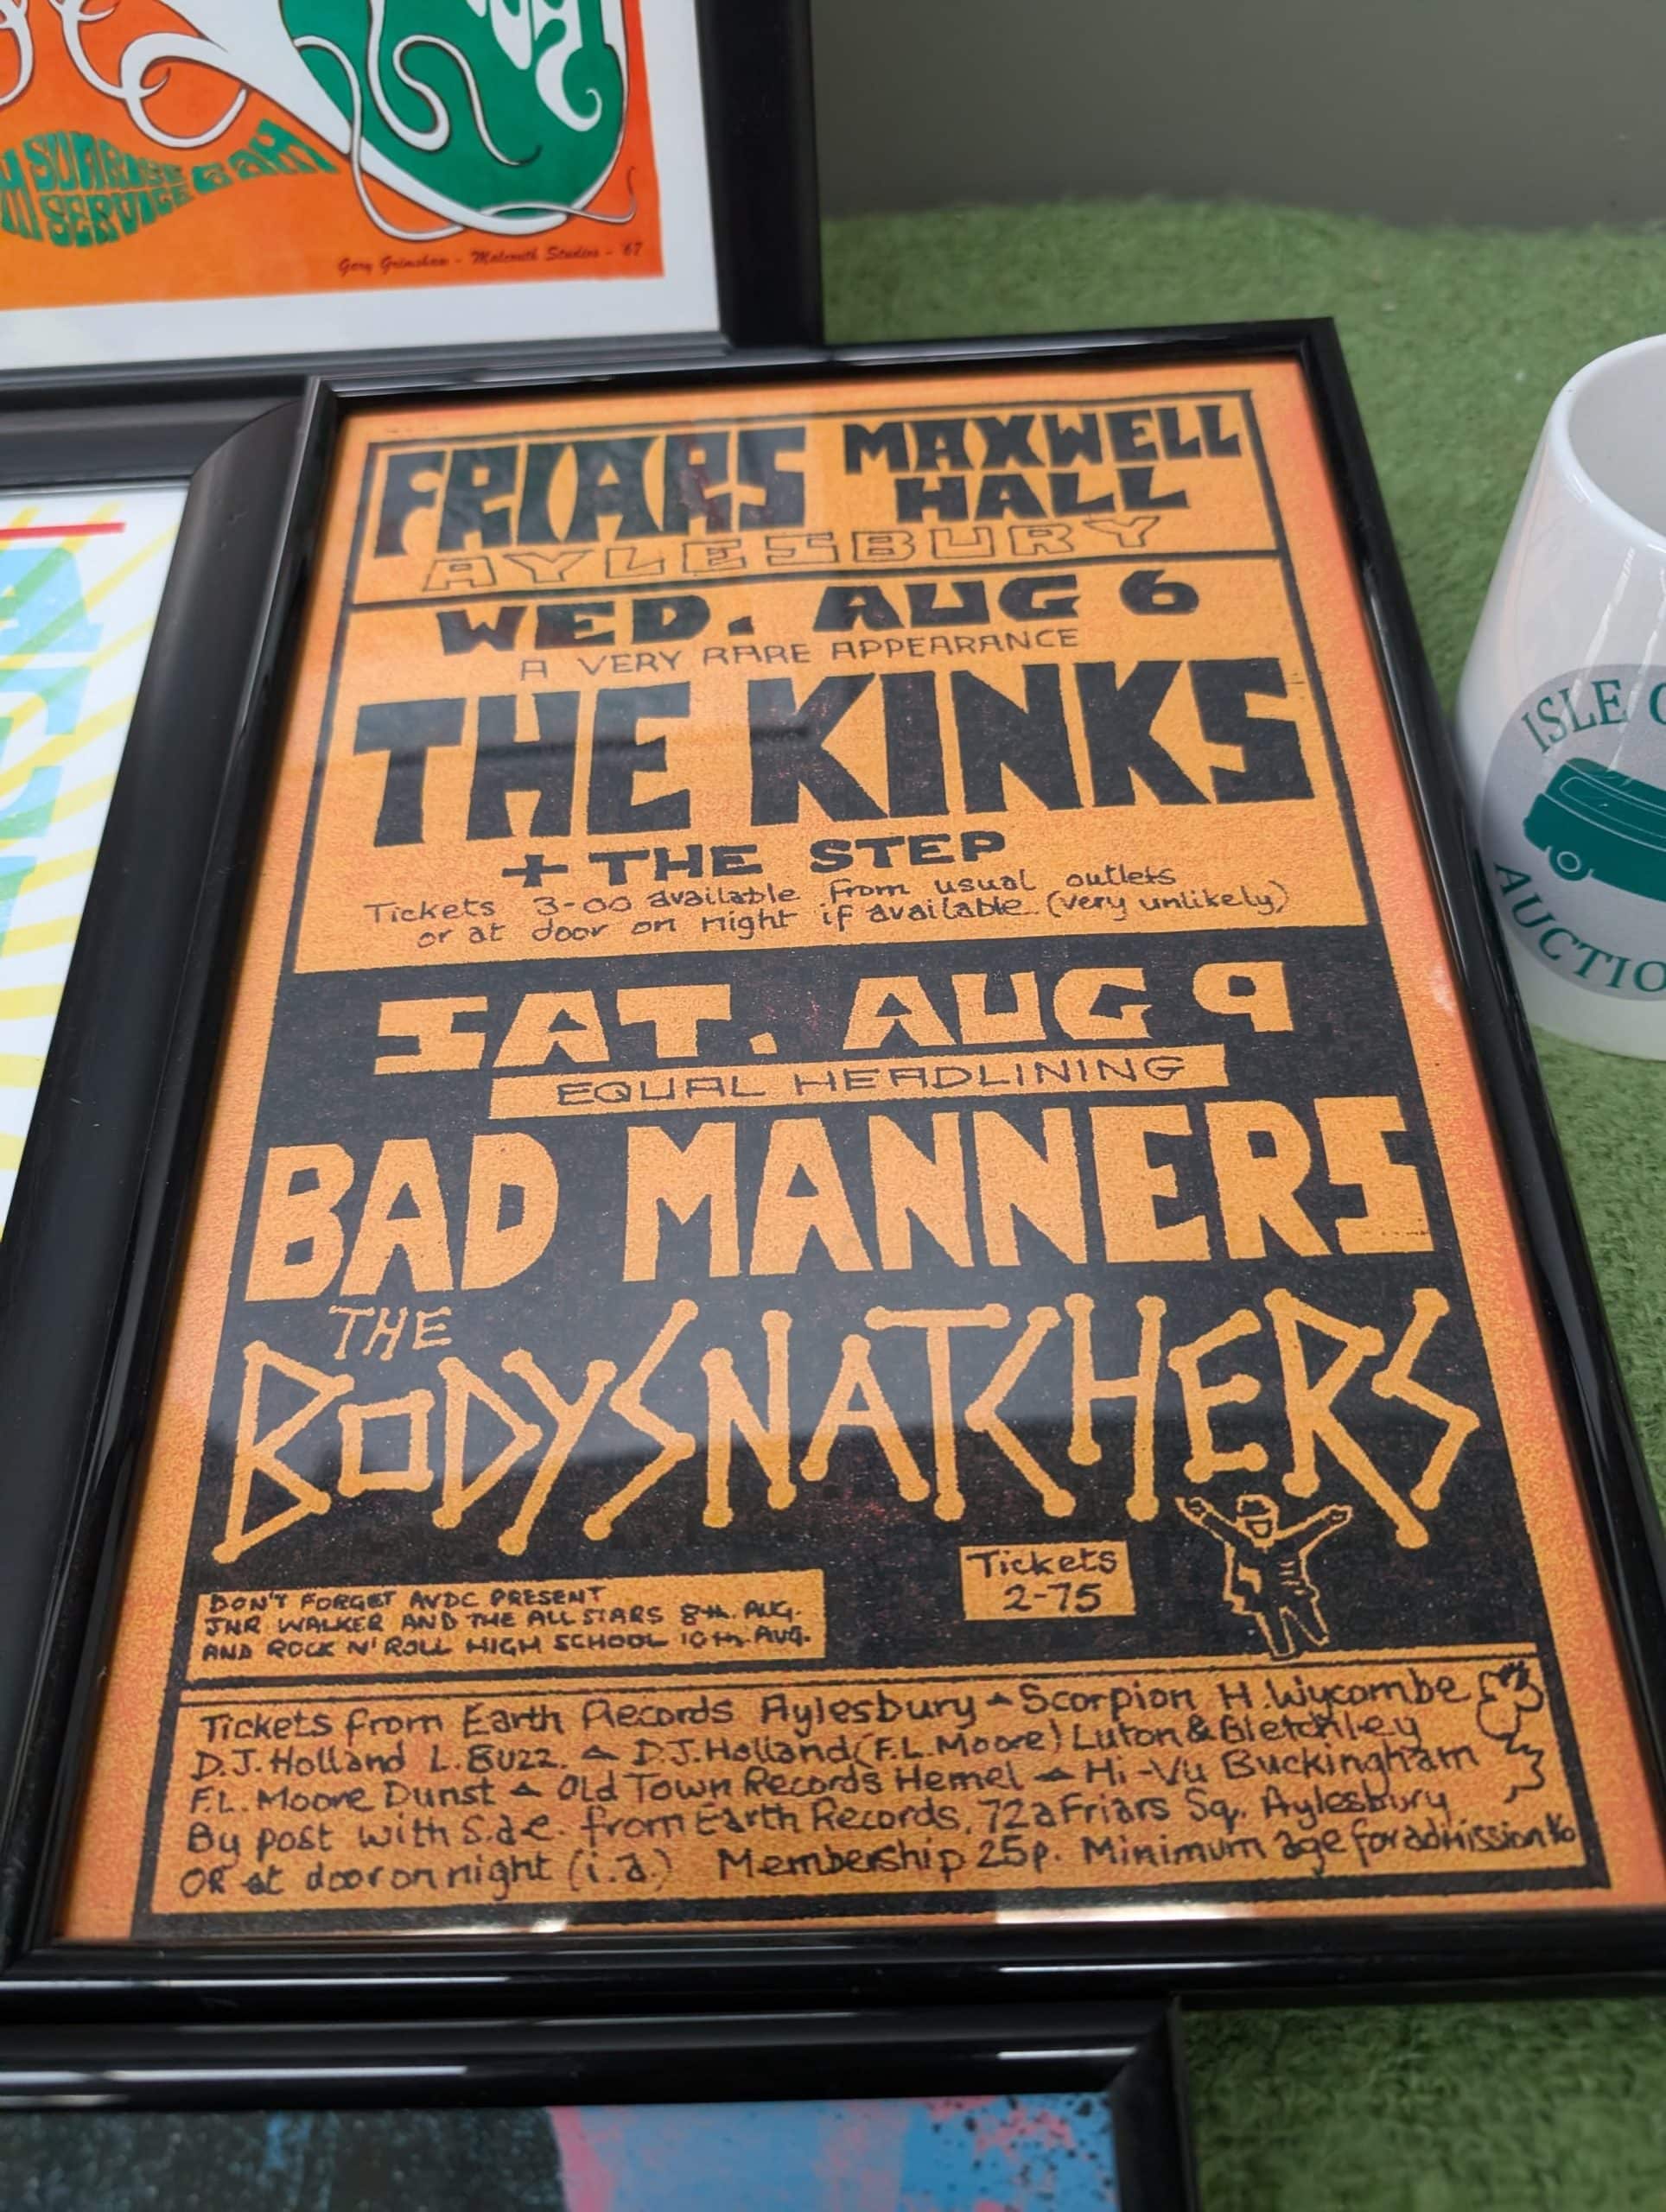 SUNRISE
SERVICE 6am
Gary Grimshaw - Malcouth Studios - '67
FRIARS MAXWELL
HALL
AYLESBURY
WED. AUG 6
A VERY RARE APPEARANCE
THE KINKS
+ THE STEP
Tickets 3-00 available from usual outlets
or at door on night if available (very unlikely)
SAT. AUG 9
EQUAL HEADLINING
BAD MANNERS
THE
BODYSNATCHERS
Tickets
2-75
DON'T FORGET AVDC PRESENT
JNR WALKER AND THE ALL STARS 8th. AUG.
AND ROCK N' ROLL HIGH SCHOOL 10th. AUG.
Tickets from Earth Records Aylesbury - Scorpion H. Wycombe
D.J. Holland L. Buzz. - D.J. Holland (F.L. Moore) Luton & Bletchley
F.L. Moore Dunst - Old Town Records Hemel - Hi-Vu Buckingham
By post with s.a.e. from Earth Records, 72a Friars Sq. Aylesbury
OR at door on night (i.a.) Membership 25p. Minimum age for admission 16
ISLE O
AUCTIO